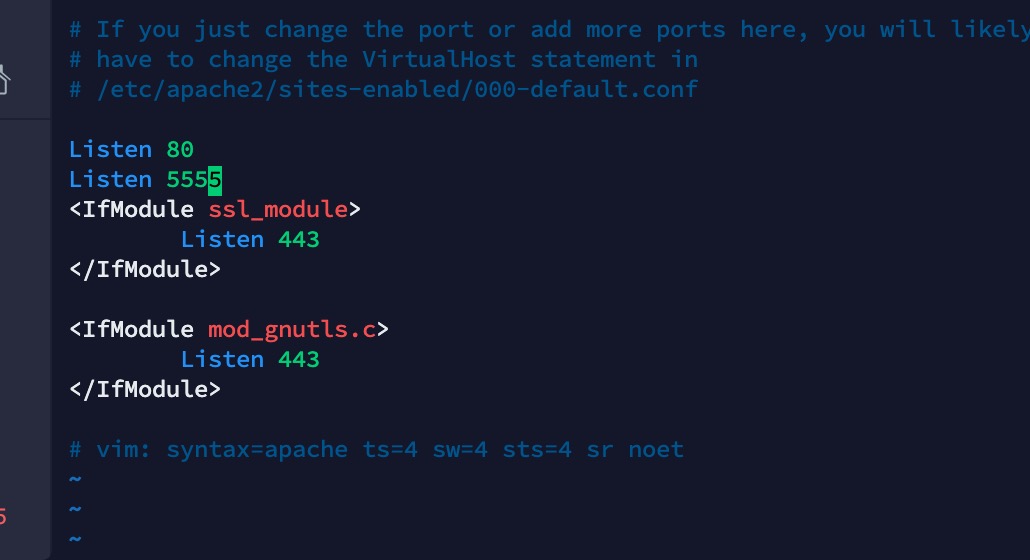 # If you just change the port or add more ports here, you will likely
# have to change the VirtualHost statement in
# /etc/apache2/sites-enabled/000-default.conf
Listen 80
Listen 5555
<IfModule ssl_module>
Listen 443
</IfModule>
<IfModule mod_gnutls.c>
Listen 443
</IfModule>
# vim: syntax=apache ts=4 sw=4 sts=4 sr noet
~
~
5
~